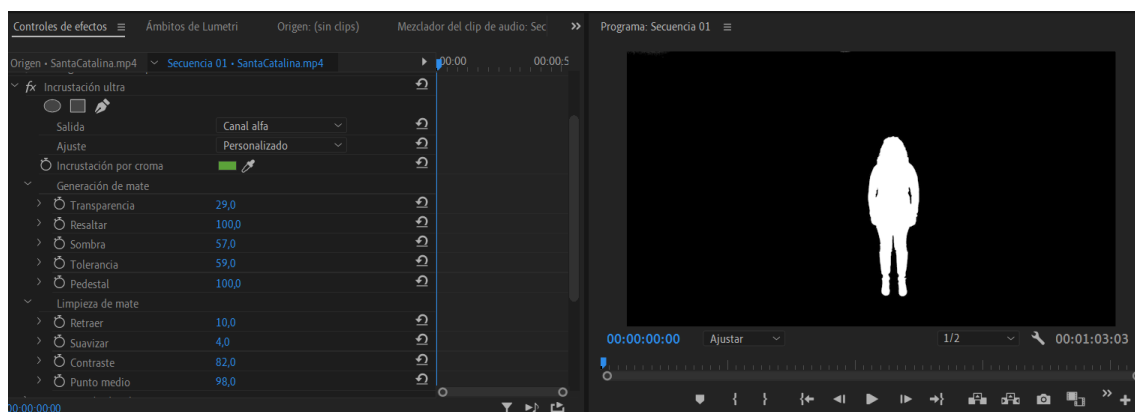 Controles de efectos Ámbitos de Lumetri Origen: (sin clips) Mezclador del clip de audio: Sec
Origen • SantaCatalina.mp4 Secuencia 01 • SantaCatalina.mp4
00:00 00:00:5
fx Incrustación ultra
Salida Canal alfa
Ajuste Personalizado
Incrustación por croma
Generación de mate
Transparencia 29,0
Resaltar 100,0
Sombra 57,0
Tolerancia 59,0
Pedestal 100,0
Limpieza de mate
Retraer 10,0
Suavizar 4,0
Contraste 82,0
Punto medio 98,0
00:00:00:00
Programa: Secuencia 01
00:00:00:00 Ajustar 1/2 00:01:03:03